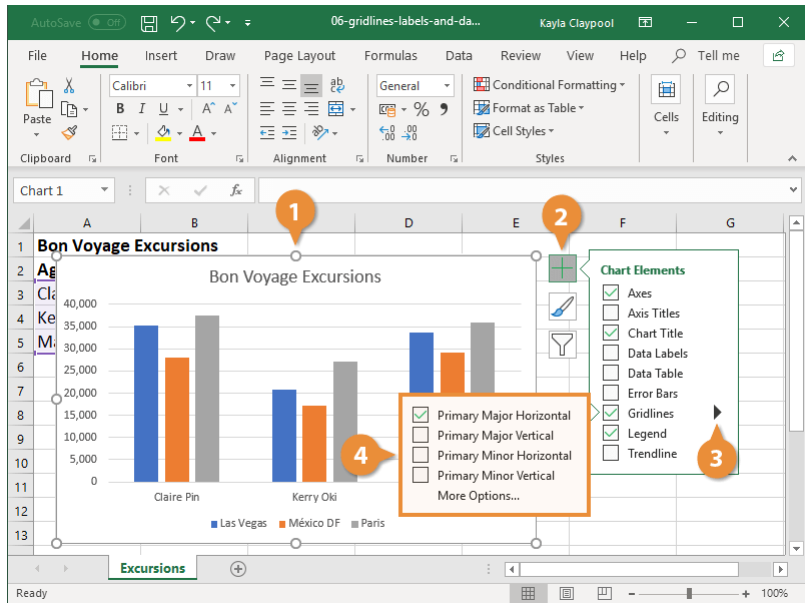 AutoSave Off 06-gridlines-labels-and-da... Kayla Claypool
File Home Insert Draw Page Layout Formulas Data Review View Help Tell me
Calibri 11 ab General Conditional Formatting
Paste B I U A A % Format as Table Cells Editing
A .00 .00 Cell Styles
Clipboard Font Alignment Number Styles
Chart 1 fx
1 2
A B D E F G
1 Bon Voyage Excursions
2 Ag
3 Cla
4 Ke
5 Ma
6
7
8
9
10
11
12
13
Bon Voyage Excursions
40,000
35,000
30,000
25,000
20,000
15,000
10,000
5,000
0
Claire Pin Kerry Oki
Las Vegas México DF Paris
Chart Elements
Axes
Axis Titles
Chart Title
Data Labels
Data Table
Error Bars
Gridlines
Legend
Trendline
3
4
Primary Major Horizontal
Primary Major Vertical
Primary Minor Horizontal
Primary Minor Vertical
More Options...
Excursions
Ready 100%